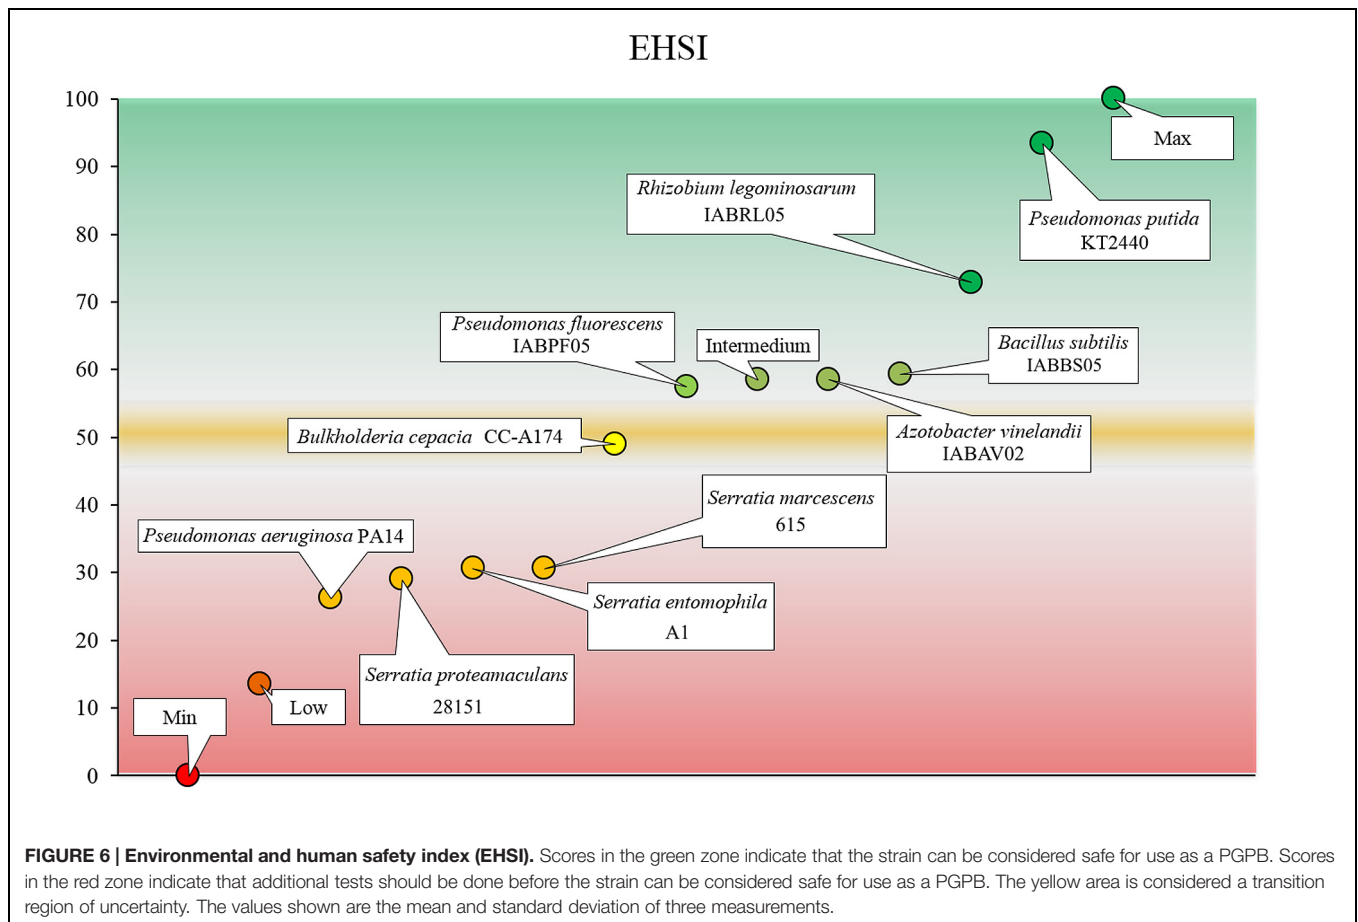 EHSI
100
90
80
70
60
50
40
30
20
10
0
Max
Pseudomonas putida
KT2440
Rhizobium legominosarum
IABRL05
Pseudomonas fluorescens
IABPF05
Intermedium
Bacillus subtilis
IABBS05
Azotobacter vinelandii
IABAV02
Bulkholderia cepacia CC-A174
Serratia marcescens
615
Pseudomonas aeruginosa PA14
Serratia entomophila
A1
Serratia proteamaculans
28151
Low
Min
FIGURE 6 | Environmental and human safety index (EHSI). Scores in the green zone indicate that the strain can be considered safe for use as a PGPB. Scores
in the red zone indicate that additional tests should be done before the strain can be considered safe for use as a PGPB. The yellow area is considered a transition
region of uncertainty. The values shown are the mean and standard deviation of three measurements.